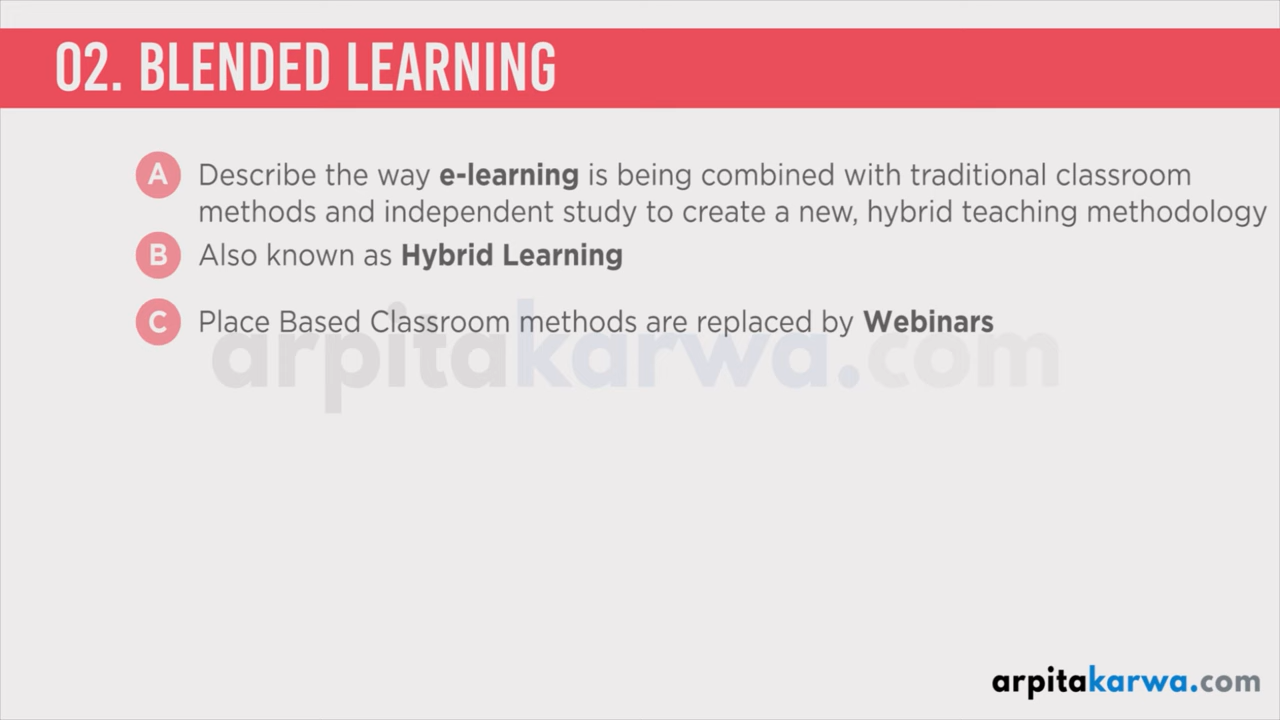 02. BLENDED LEARNING
A Describe the way e-learning is being combined with traditional classroom
methods and independent study to create a new, hybrid teaching methodology
B Also known as Hybrid Learning
C Place Based Classroom methods are replaced by Webinars
arpitakarwa.com
arpitakarwa.com